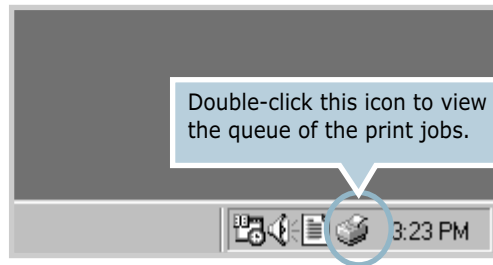 Double-click this icon to view
the queue of the print jobs.
3:23 PM